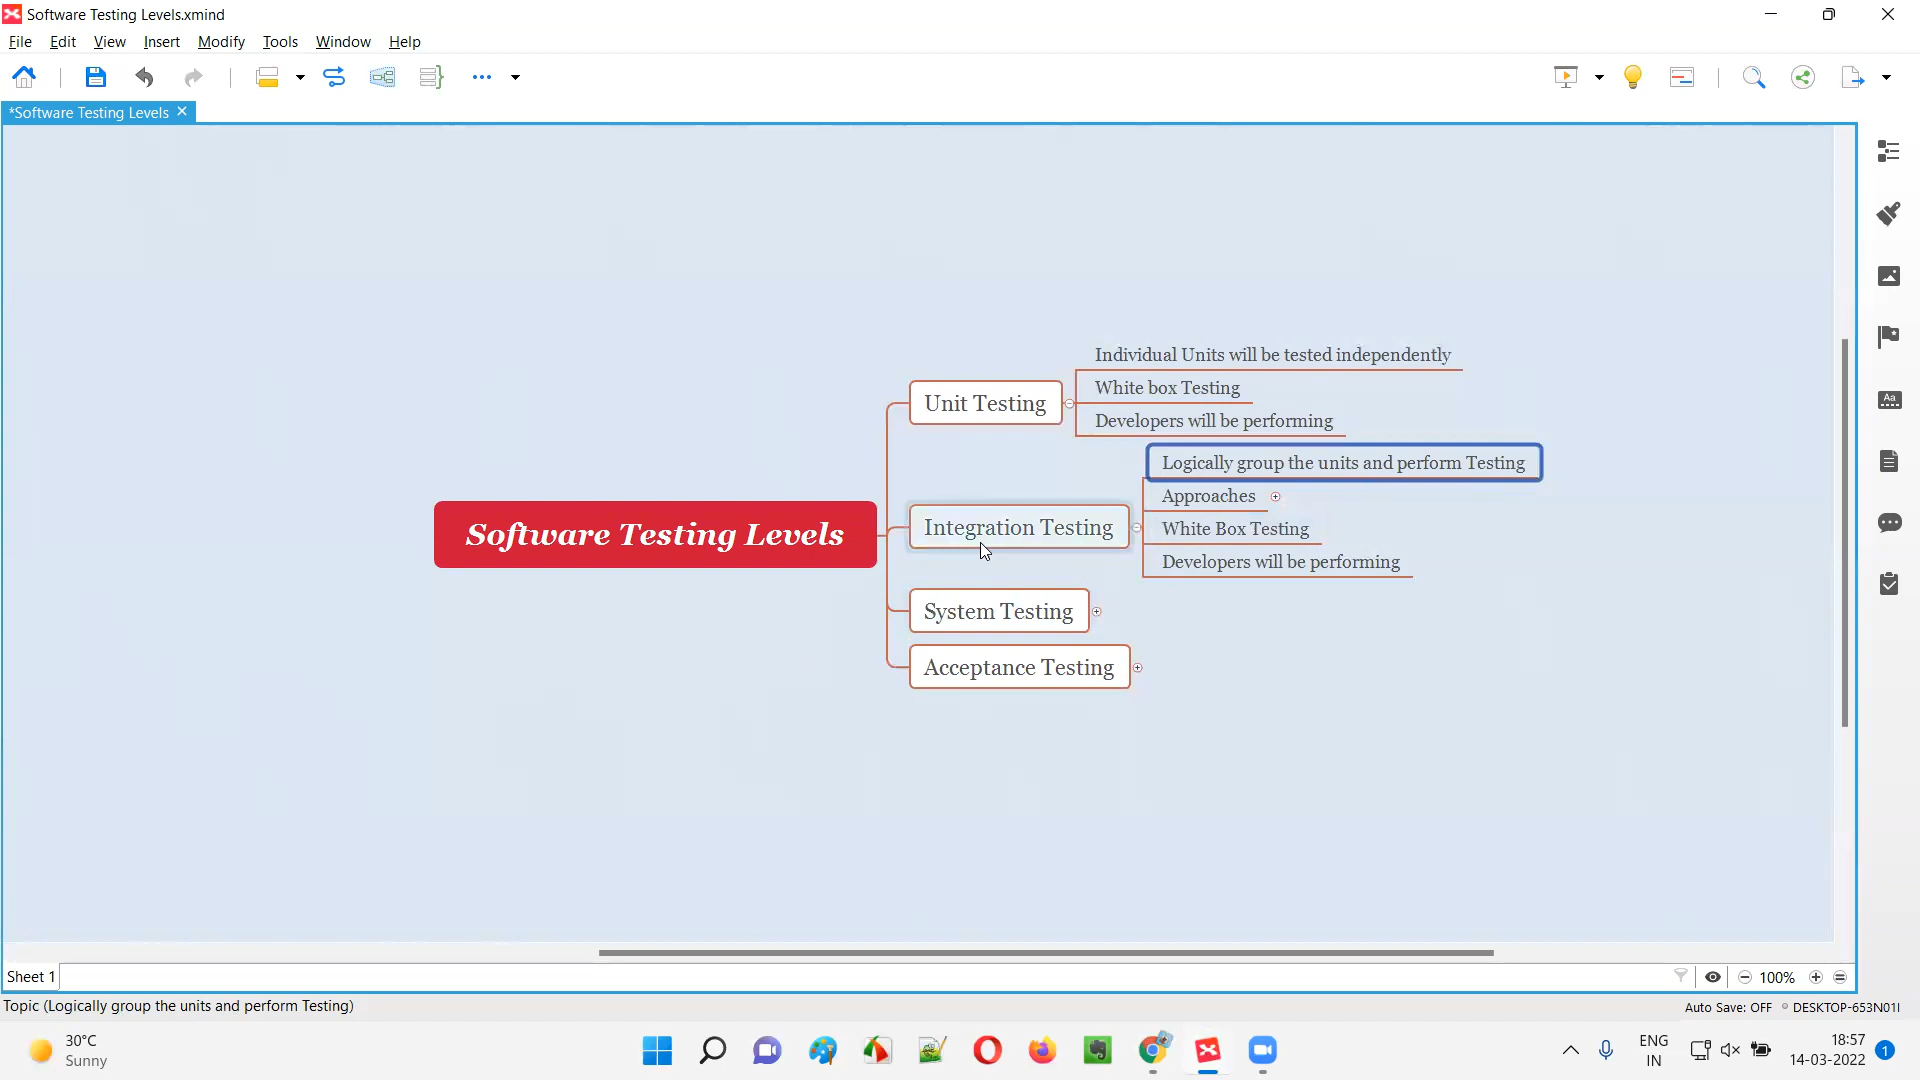 Software Testing Levels.xmind
File Edit View Insert Modify Tools Window Help
*Software Testing Levels
Individual Units will be tested independently
Unit Testing
White box Testing
Developers will be performing
Logically group the units and perform Testing
Approaches
Software Testing Levels
Integration Testing
White Box Testing
Developers will be performing
System Testing
Acceptance Testing
Aa
Sheet 1
100%
Topic (Logically group the units and perform Testing)
Auto Save: OFF
DESKTOP-653N01I
30°C
Sunny
ENG
IN
18:57
14-03-2022
1